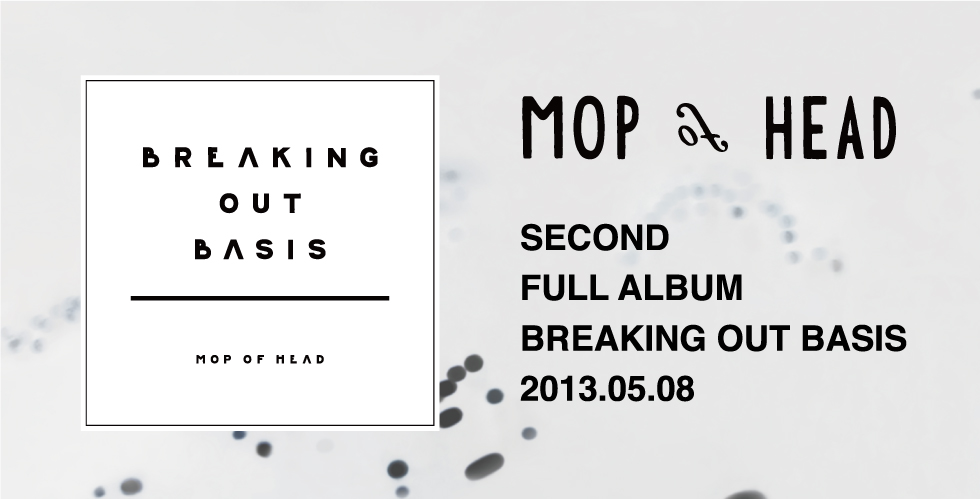 BREAKING
OUT
BASIS
MOP OF HEAD
MOP of HEAD
SECOND
FULL ALBUM
BREAKING OUT BASIS
2013.05.08